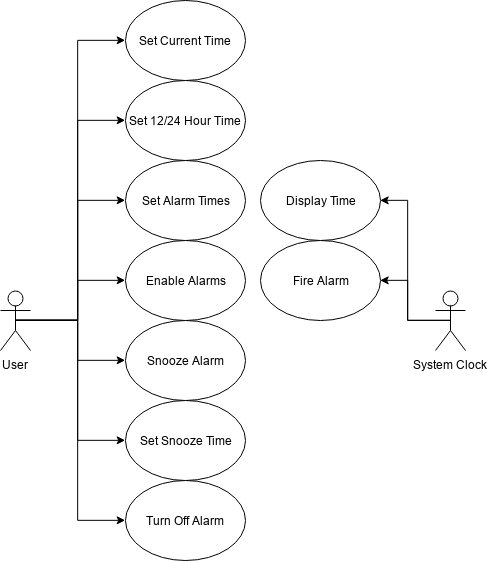 Set Current Time
Set 12/24 Hour Time
Set Alarm Times
Display Time
Enable Alarms
Fire Alarm
User
Snooze Alarm
System Clock
Set Snooze Time
Turn Off Alarm